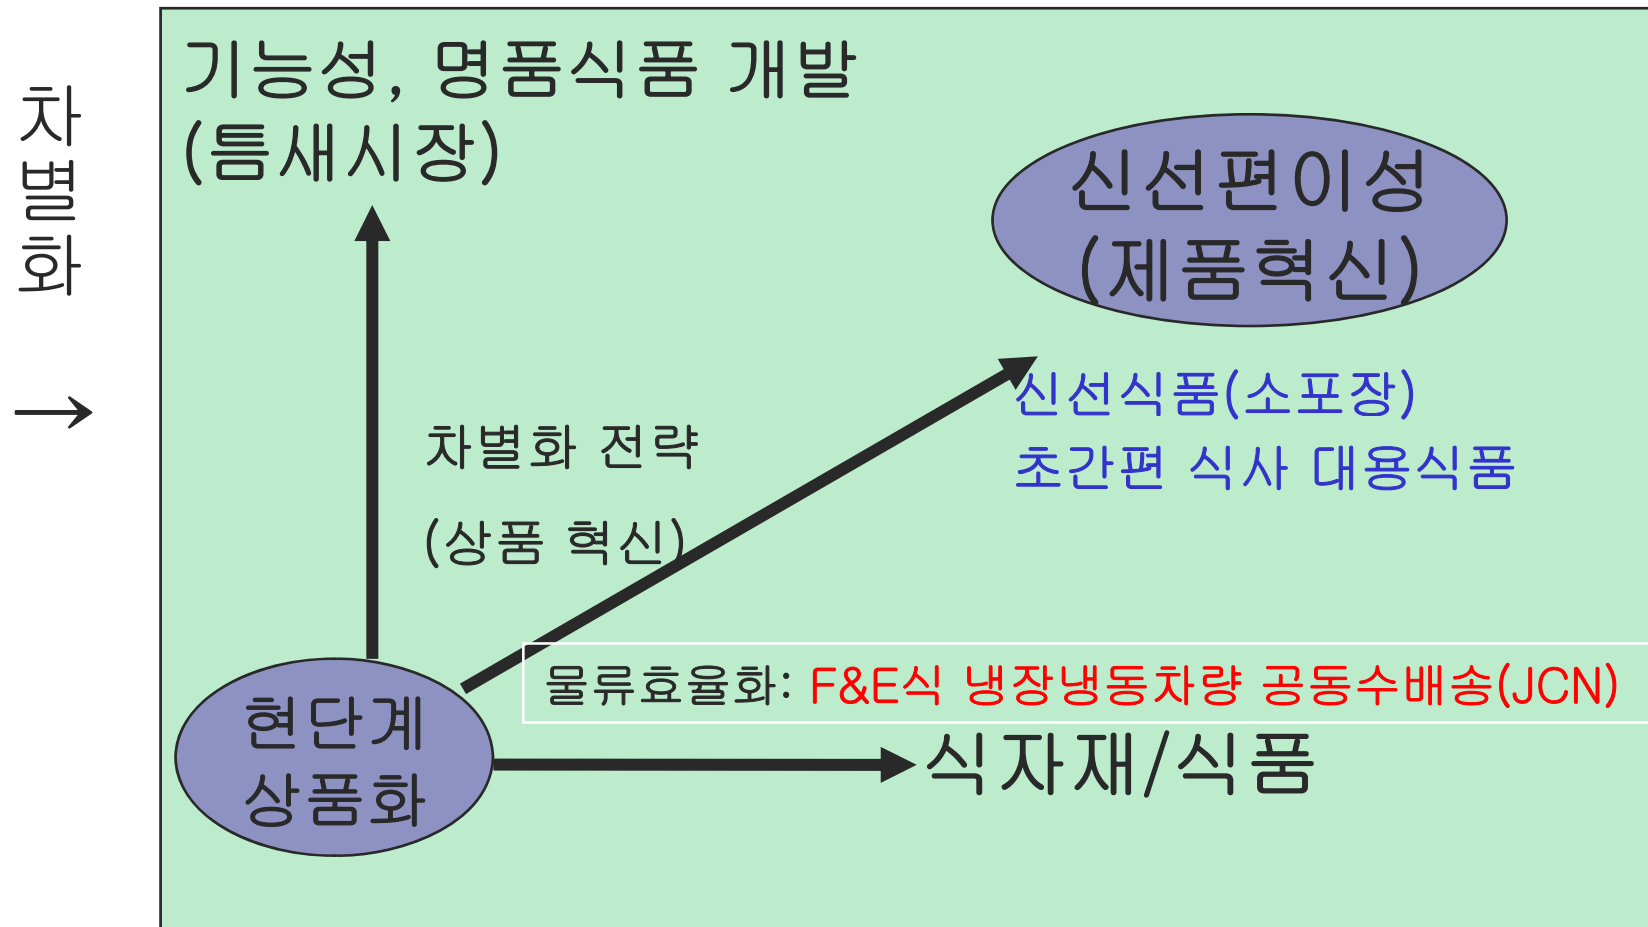 차별화
→
기능성, 명품식품 개발
(틈새시장)
신선편이성
(제품혁신)
신선식품(소포장)
초간편 식사 대용식품
차별화 전략
(상품 혁신)
물류효율화: F&E식 냉장냉동차량 공동수배송(JCN)
현단계
상품화
식자재/식품